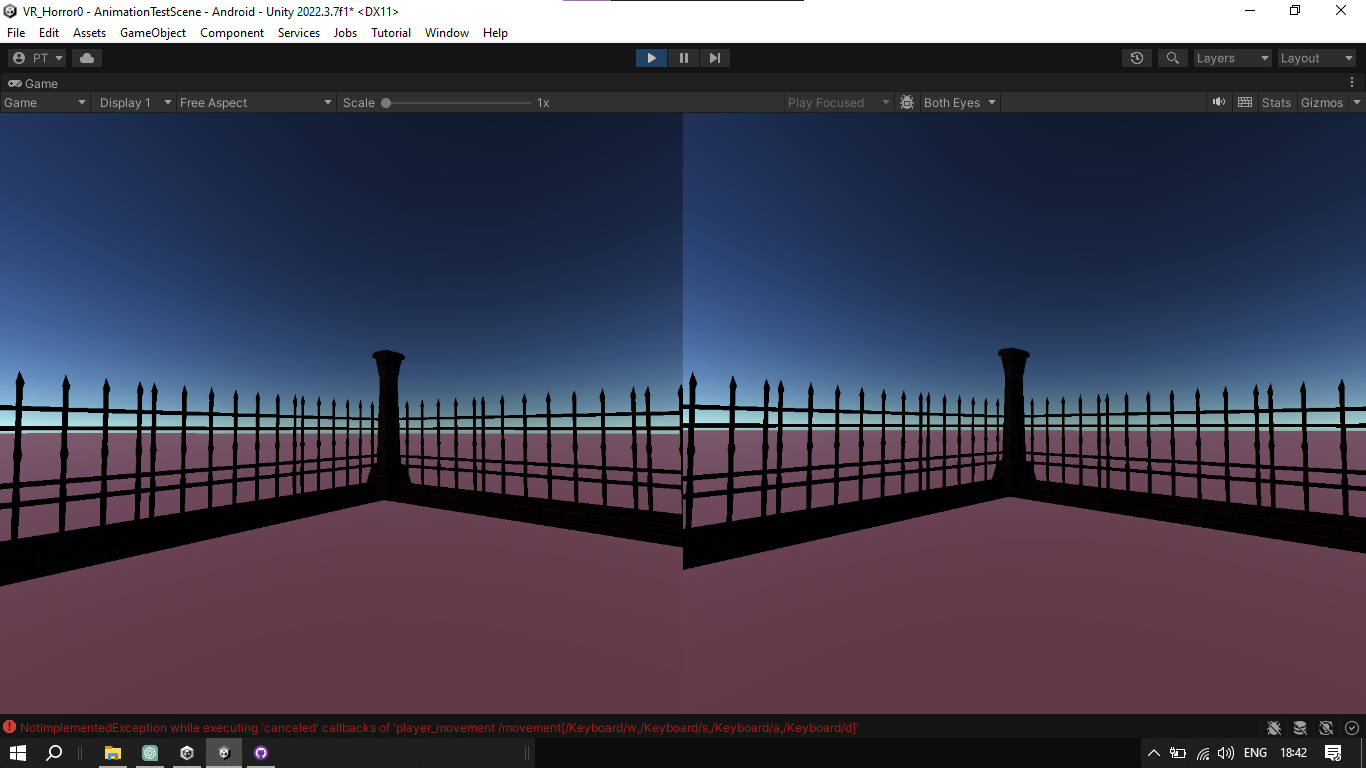 VR_Horror0 - AnimationTestScene - Android - Unity 2022.3.7f1* <DX11>
File Edit Assets GameObject Component Services Jobs Tutorial Window Help
PT Layers Layout
Game
Game Display 1 Free Aspect Scale 1x Play Focused Both Eyes Stats Gizmos
NotImplementedException while executing 'canceled' callbacks of 'player_movement /movement[/Keyboard/w,/Keyboard/s,/Keyboard/a,/Keyboard/d]'
ENG 18:42